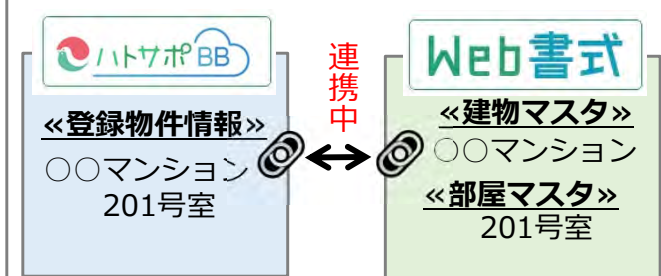 ハトサポBB
≪登録物件情報≫
○○マンション
201号室
連携中
Web書式
≪建物マスタ≫
○○マンション
≪部屋マスタ≫
201号室